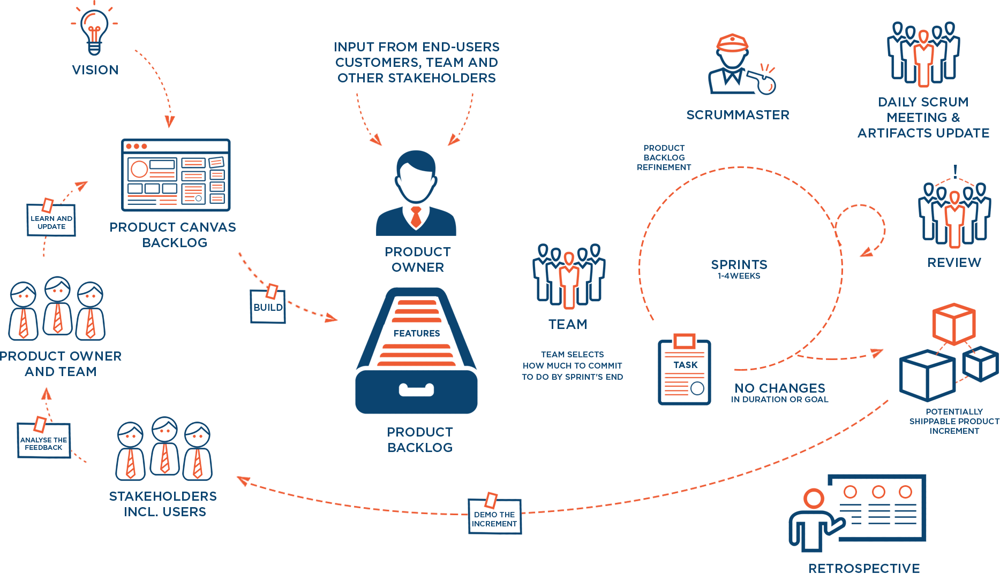 VISION
INPUT FROM END-USERS
CUSTOMERS, TEAM AND
OTHER STAKEHOLDERS
SCRUMMASTER
DAILY SCRUM
MEETING &
ARTIFACTS UPDATE
PRODUCT
BACKLOG
REFINEMENT
!
LEARN AND
UPDATE
PRODUCT CANVAS
BACKLOG
PRODUCT
OWNER
SPRINTS
1-4WEEKS
REVIEW
BUILD
TEAM
FEATURES
PRODUCT OWNER
AND TEAM
TEAM SELECTS
HOW MUCH TO COMMIT
TO DO BY SPRINT'S END
TASK
NO CHANGES
IN DURATION OR GOAL
POTENTIALLY
SHIPPABLE PRODUCT
INCREMENT
PRODUCT
BACKLOG
ANALYSE THE
FEEDBACK
STAKEHOLDERS
INCL. USERS
DEMO THE
INCREMENT
RETROSPECTIVE